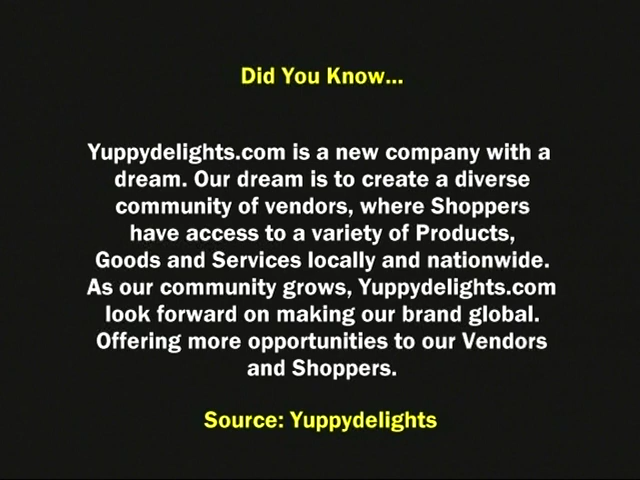 Did You Know...
Yuppydelights.com is a new company with a
dream. Our dream is to create a diverse
community of vendors, where Shoppers
have access to a variety of Products,
Goods and Services locally and nationwide.
As our community grows, Yuppydelights.com
look forward on making our brand global.
Offering more opportunities to our Vendors
and Shoppers.
Source: Yuppydelights